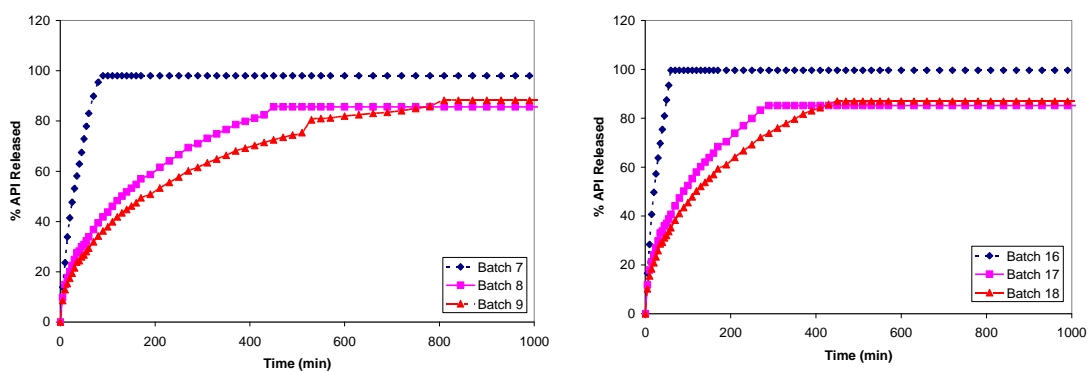 120
100
80
60
40
20
0
% API Released
0 200 400 600 800 1000
Time (min)
Batch 7
Batch 8
Batch 9
120
100
80
60
40
20
0
% API Released
0 200 400 600 800 1000
Time (min)
Batch 16
Batch 17
Batch 18